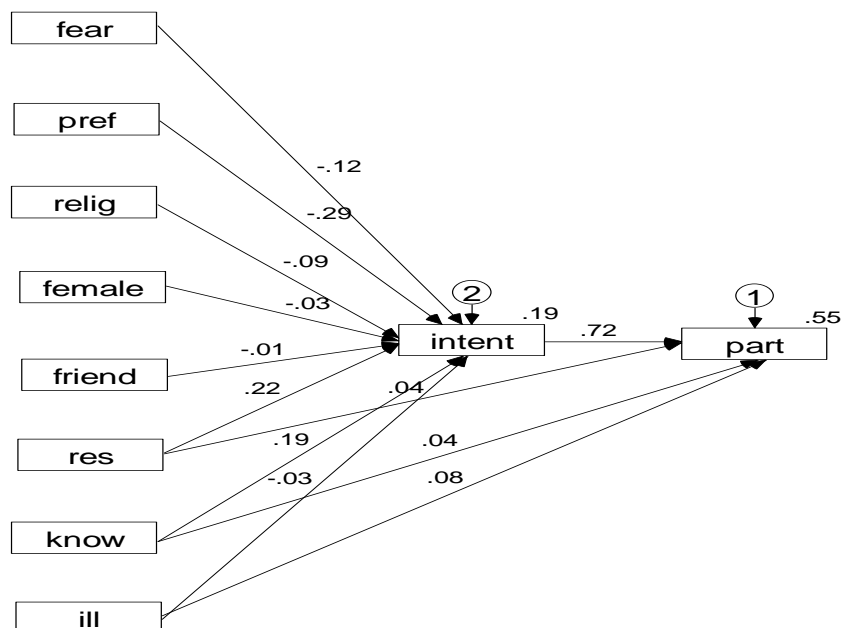 fear
pref
-.12
relig
-.29
-.09
female
2
1
-.03
.19
.55
intent
.72
part
-.01
friend
.22
.04
res
.19
.04
-.03
.08
know
ill